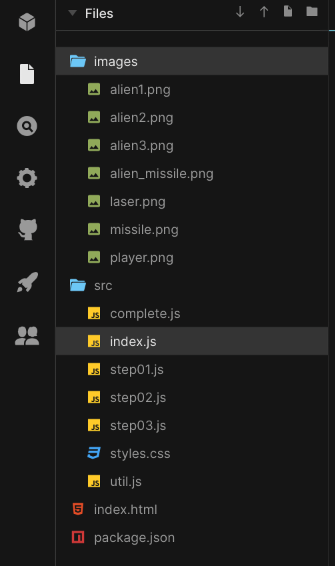 Files
images
alien1.png
alien2.png
alien3.png
alien_missile.png
laser.png
missile.png
player.png
src
JS complete.js
JS index.js
JS step01.js
JS step02.js
JS step03.js
styles.css
JS util.js
index.html
package.json